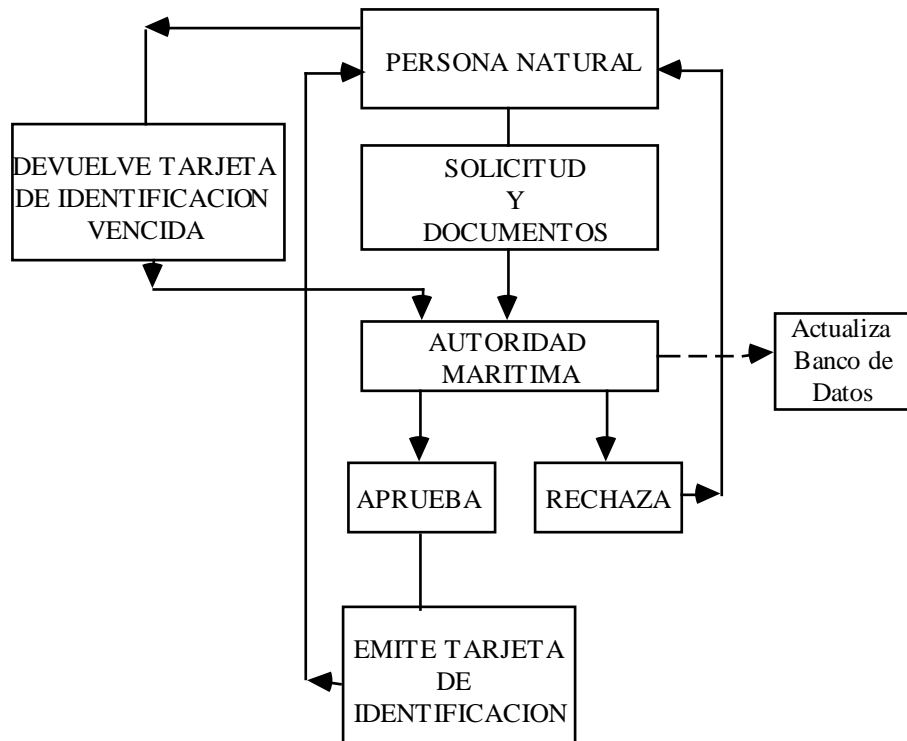 PERSONA NATURAL
DEVUELVE TARJETA
DE IDENTIFICACION
VENCIDA
SOLICITUD
Y
DOCUMENTOS
AUTORIDAD
MARITIMA
Actualiza
Banco de
Datos
APRUEBA
RECHAZA
EMITE TARJETA
DE
IDENTIFICACION